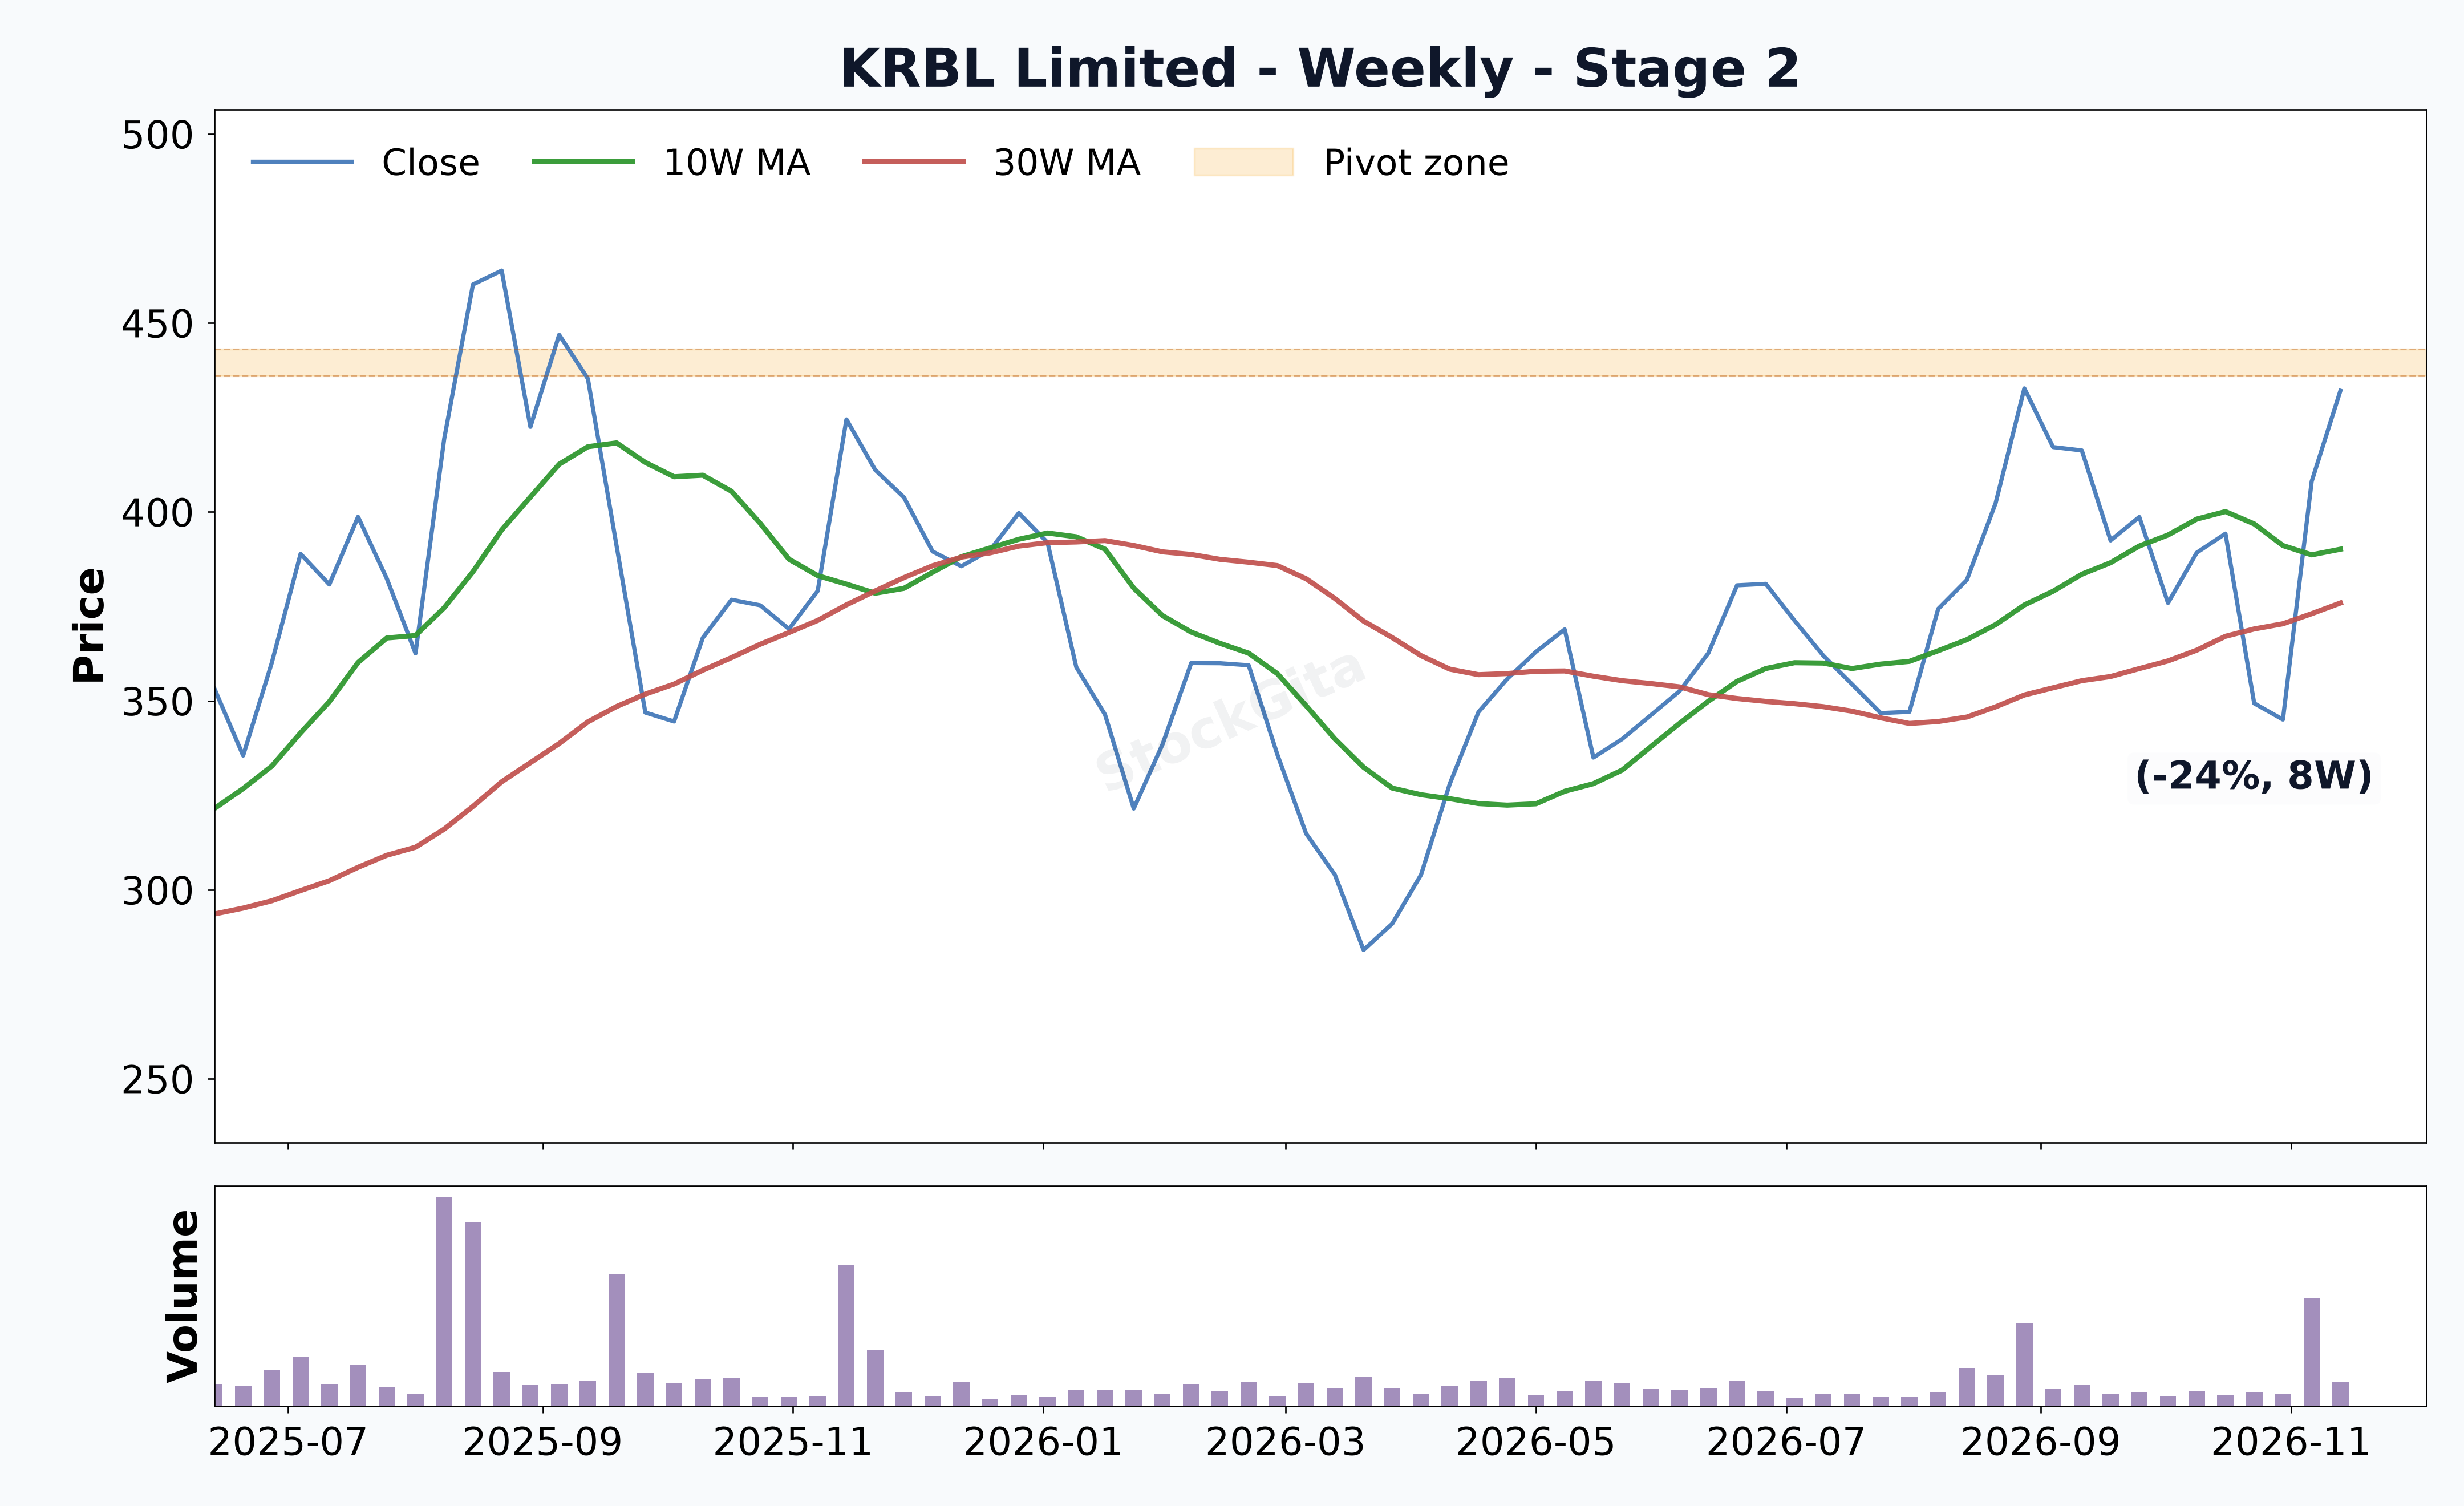 KRBL Limited - Weekly - Stage 2
Close 10W MA 30W MA Pivot zone
500
450
400
350
300
250
Price
StockGita
(-24%, 8W)
Volume
2025-07 2025-09 2025-11 2026-01 2026-03 2026-05 2026-07 2026-09 2026-11